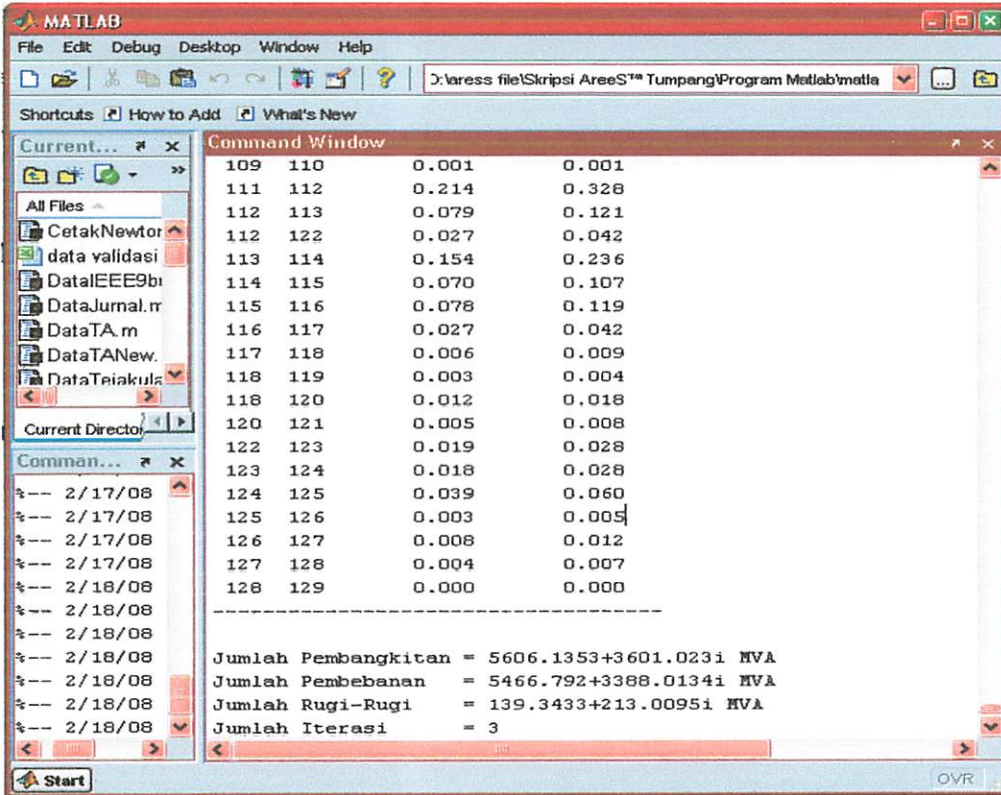 MATLAB
File Edit Debug Desktop Window Help
D:\aress file\Skripsi AreeS™ Tumpang\Program Matlab\matla
Shortcuts How to Add What's New
Current...
All Files
CetakNewtor
data validasi
DataIEEE9b
DataJurnal.m
DataTA.m
DataTANew.
DataTejakula
Current Director
Comman...
%-- 2/17/08
%-- 2/17/08
%-- 2/17/08
%-- 2/17/08
%-- 2/18/08
%-- 2/18/08
%-- 2/18/08
%-- 2/18/08
%-- 2/18/08
%-- 2/18/08
%-- 2/18/08
Command Window
109 110 0.001 0.001
111 112 0.214 0.328
112 113 0.079 0.121
112 122 0.027 0.042
113 114 0.154 0.236
114 115 0.070 0.107
115 116 0.078 0.119
116 117 0.027 0.042
117 118 0.006 0.009
118 119 0.003 0.004
118 120 0.012 0.018
120 121 0.005 0.008
122 123 0.019 0.028
123 124 0.018 0.028
124 125 0.039 0.060
125 126 0.003 0.005
126 127 0.008 0.012
127 128 0.004 0.007
128 129 0.000 0.000
----------------------------------------
Jumlah Pembangkitan = 5606.1353+3601.023i MVA
Jumlah Pembebanan = 5466.792+3388.0134i MVA
Jumlah Rugi-Rugi = 139.3433+213.0095i MVA
Jumlah Iterasi = 3
Start
OVR